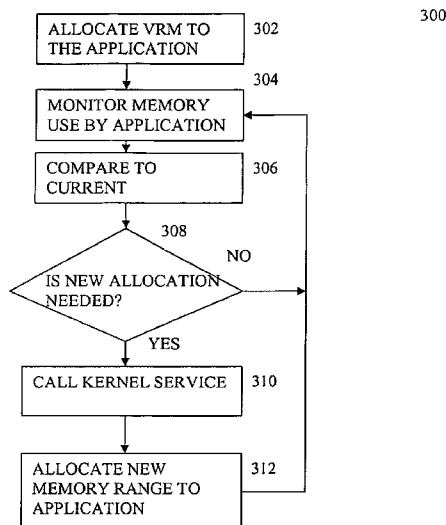 300
ALLOCATE VRM TO
THE APPLICATION
302
304
MONITOR MEMORY
USE BY APPLICATION
COMPARE TO
CURRENT
306
308
NO
IS NEW ALLOCATION
NEEDED?
YES
CALL KERNEL SERVICE
310
ALLOCATE NEW
MEMORY RANGE TO
APPLICATION
312